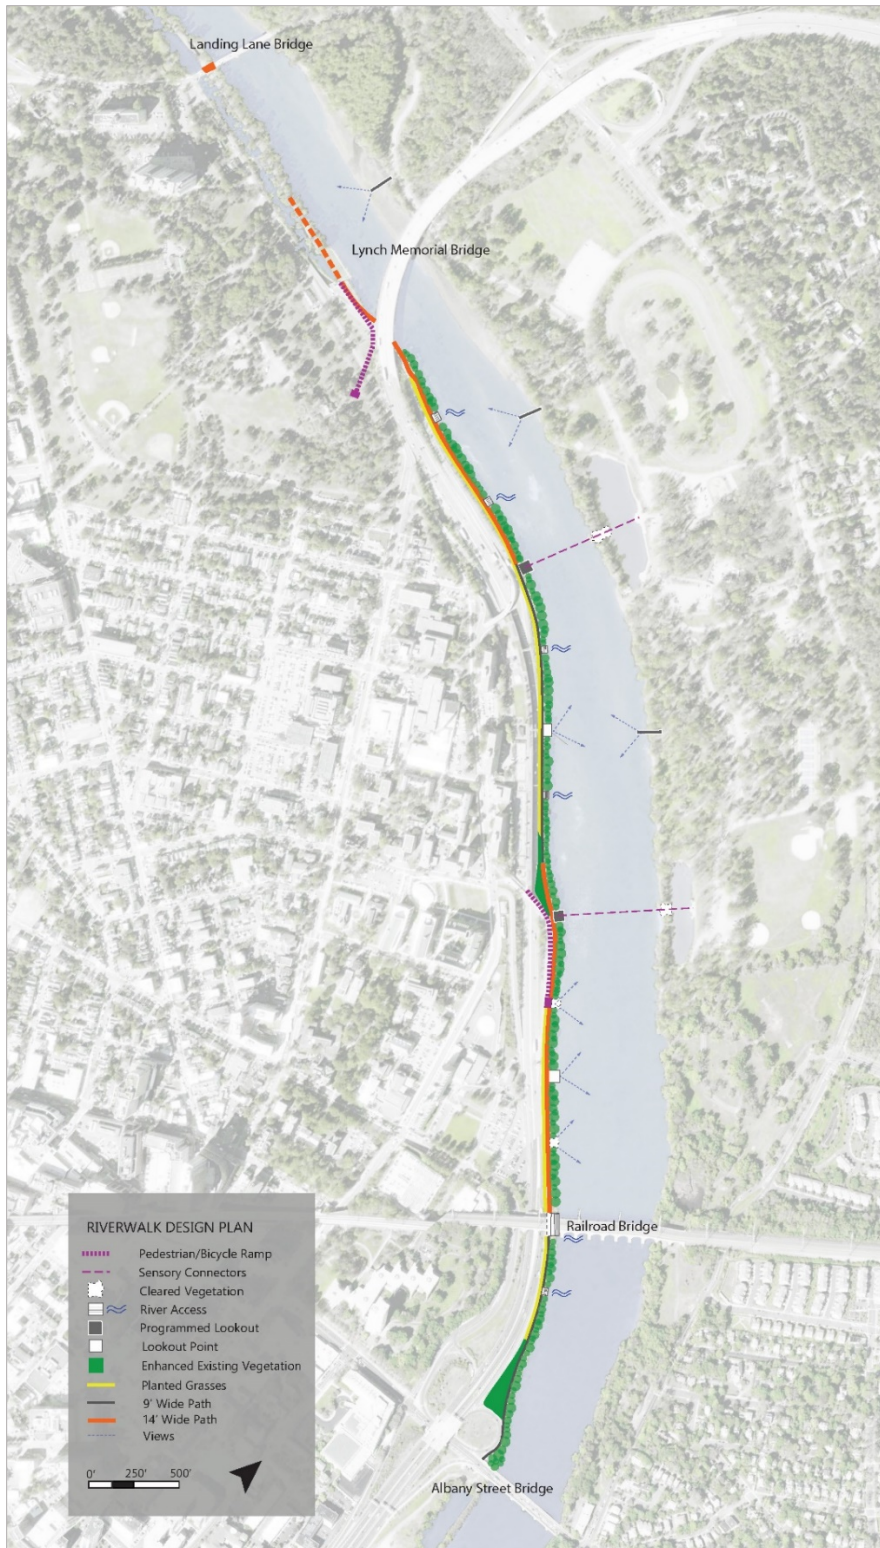 Landing Lane Bridge
Lynch Memorial Bridge
Railroad Bridge
RIVERWALK DESIGN PLAN
Pedestrian/Bicycle Ramp
Sensory Connectors
Cleared Vegetation
River Access
Programmed Lookout
Lookout Point
Enhanced Existing Vegetation
Planted Grasses
9' Wide Path
14' Wide Path
Views
0' 250' 500'
Albany Street Bridge